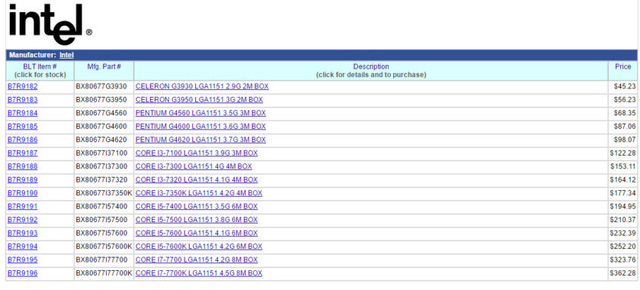 intel®
Manufacturer: Intel
BLT Item # Mfg. Part # Description Price
(click for stock) (click for details and to purchase)
B7R9182 BX80677G3930 CELERON G3930 LGA1151 2.9G 2M BOX $45.23
B7R9183 BX80677G3950 CELERON G3950 LGA1151 3G 2M BOX $56.23
B7R9184 BX80677G4560 PENTIUM G4560 LGA1151 3.5G 3M BOX $68.35
B7R9185 BX80677G4600 PENTIUM G4600 LGA1151 3.6G 3M BOX $87.06
B7R9186 BX80677G4620 PENTIUM G4620 LGA1151 3.7G 3M BOX $98.07
B7R9187 BX80677I37100 CORE I3-7100 LGA1151 3.9G 3M BOX $122.28
B7R9188 BX80677I37300 CORE I3-7300 LGA1151 4G 4M BOX $153.11
B7R9189 BX80677I37320 CORE I3-7320 LGA1151 4.1G 4M BOX $164.12
B7R9190 BX80677I37350K CORE I3-7350K LGA1151 4.2G 4M BOX $177.34
B7R9191 BX80677I57400 CORE I5-7400 LGA1151 3.5G 6M BOX $194.95
B7R9192 BX80677I57500 CORE I5-7500 LGA1151 3.8G 6M BOX $210.37
B7R9193 BX80677I57600 CORE I5-7600 LGA1151 4.1G 6M BOX $232.39
B7R9194 BX80677I57600K CORE I5-7600K LGA1151 4.2G 6M BOX $252.20
B7R9195 BX80677I77700 CORE I7-7700 LGA1151 4.2G 8M BOX $323.76
B7R9196 BX80677I77700K CORE I7-7700K LGA1151 4.5G 8M BOX $362.28